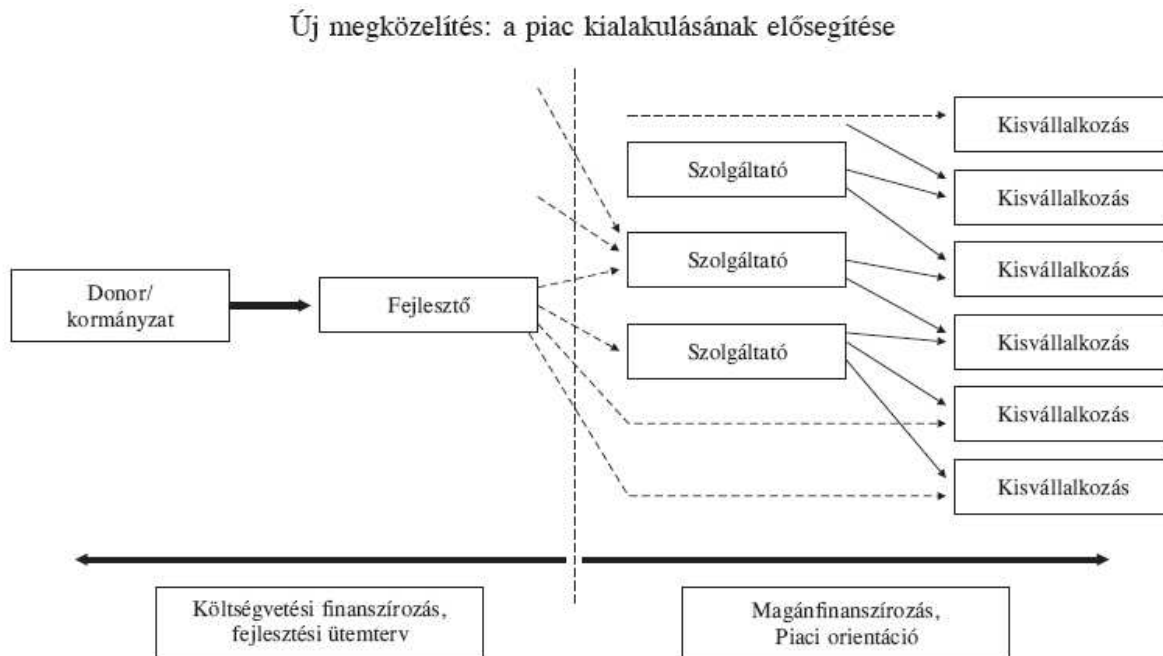 Új megközelítés: a piac kialakulásának elősegítése
Kisvállalkozás
Szolgáltató
Kisvállalkozás
Szolgáltató
Kisvállalkozás
Donor/
kormányzat
Fejlesztő
Kisvállalkozás
Szolgáltató
Kisvállalkozás
Kisvállalkozás
Költségvetési finanszírozás,
fejlesztési ütemterv
Magánfinanszírozás,
Piaci orientáció